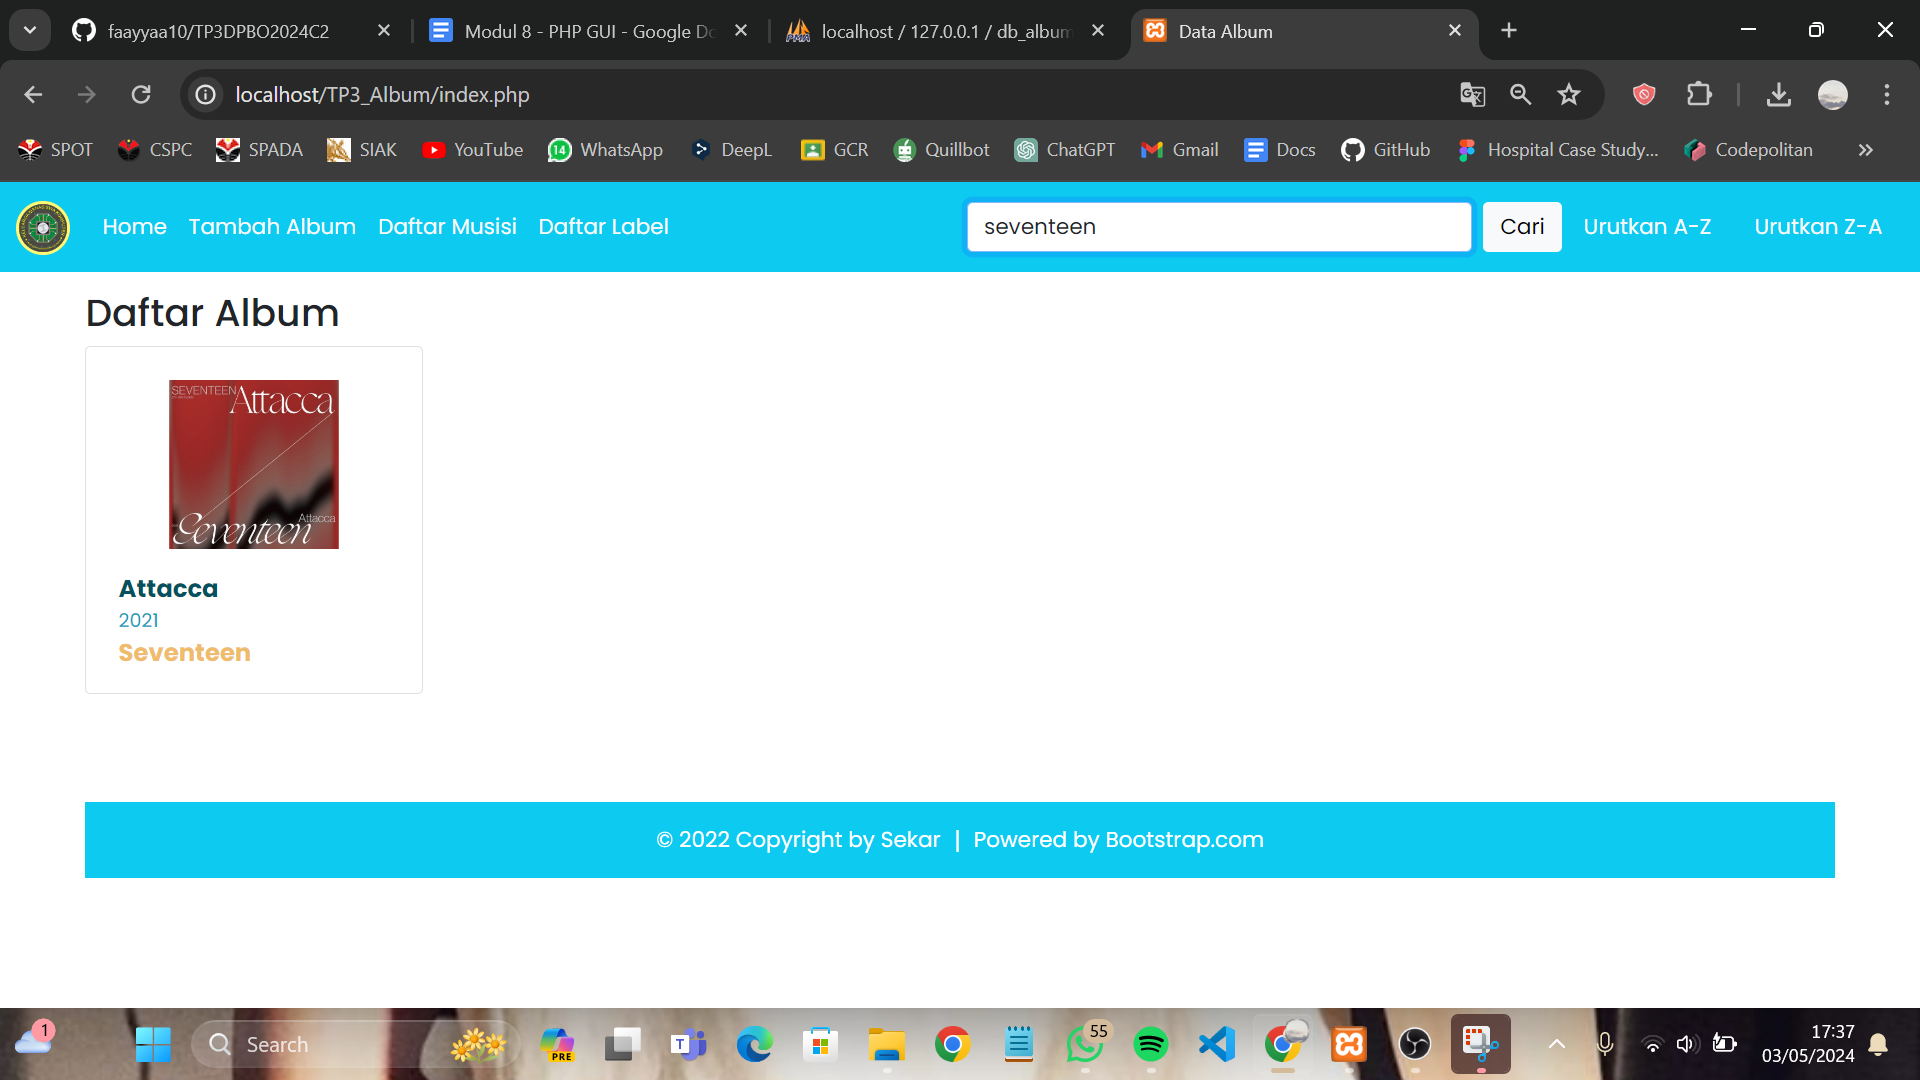 faayyaa10/TP3DPBO2024C2
Modul 8 - PHP GUI - Google Do
localhost / 127.0.0.1 / db_album
Data Album
localhost/TP3_Album/index.php
SPOT
CSPC
SPADA
SIAK
YouTube
14
WhatsApp
DeepL
GCR
Quillbot
ChatGPT
Gmail
Docs
GitHub
Hospital Case Study...
Codepolitan
Home
Tambah Album
Daftar Musisi
Daftar Label
seventeen
Cari
Urutkan A-Z
Urutkan Z-A
Daftar Album
SEVENTEEN
Attacca
Attacca
Seventeen
Attacca
2021
Seventeen
© 2022 Copyright by Sekar | Powered by Bootstrap.com
1
Search
PRE
T
55
17:37
03/05/2024